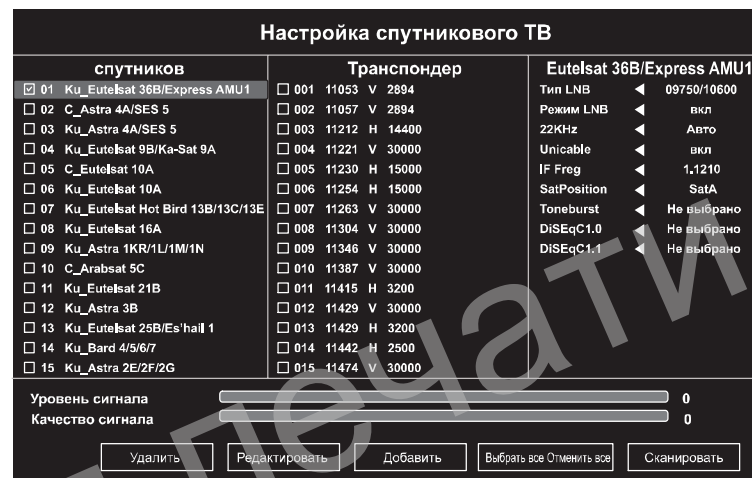 Настройка спутникового ТВ
спутников
01 Ku_Eutelsat 36B/Express AMU1
02 C_Astra 4A/SES 5
03 Ku_Astra 4A/SES 5
04 Ku_Eutelsat 9B/Ka-Sat 9A
05 C_Eutelsat 10A
06 Ku_Eutelsat 10A
07 Ku_Eutelsat Hot Bird 13B/13C/13E
08 Ku_Eutelsat 16A
09 Ku_Astra 1KR/1L/1M/1N
10 C_Arabsat 5C
11 Ku_Eutelsat 21B
12 Ku_Astra 3B
13 Ku_Eutelsat 25B/Es'hail 1
14 Ku_Bard 4/5/6/7
15 Ku_Astra 2E/2F/2G
Транспондер
001 11053 V 2894
002 11057 V 2894
003 11212 H 14400
004 11221 V 30000
005 11230 H 15000
006 11254 H 15000
007 11263 V 30000
008 11304 V 30000
009 11346 V 30000
010 11387 V 30000
011 11415 H 3200
012 11429 V 30000
013 11429 H 3200
014 11442 H 2500
015 11474 V 30000
Eutelsat 36B/Express AMU1
Тип LNB 09750/10600
Режим LNB вкл
22KHz Авто
Unicable вкл
IF Freg 1.1210
SatPosition SatA
Toneburst Не выбрано
DiSEqC1.0 Не выбрано
DiSEqC1.1 Не выбрано
Уровень сигнала 0
Качество сигнала 0
Удалить Редактировать Добавить Выбрать все Отменить все Сканировать
печати